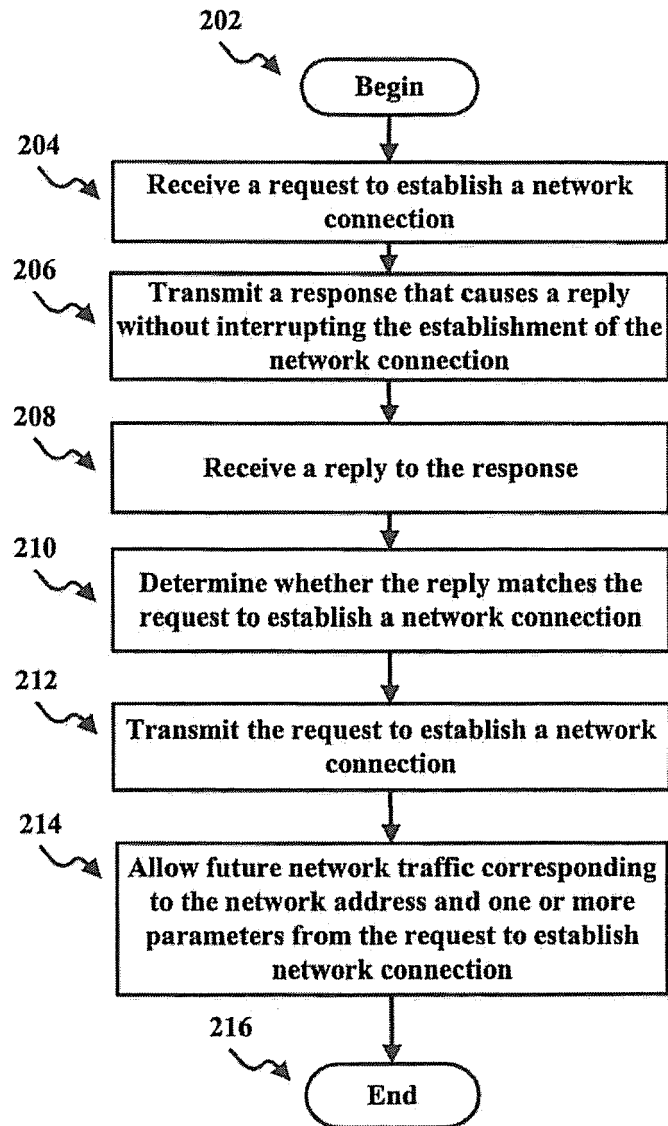 202
Begin
204
Receive a request to establish a network
connection
206
Transmit a response that causes a reply
without interrupting the establishment of the
network connection
208
Receive a reply to the response
210
Determine whether the reply matches the
request to establish a network connection
212
Transmit the request to establish a network
connection
214
Allow future network traffic corresponding
to the network address and one or more
parameters from the request to establish
network connection
216
End